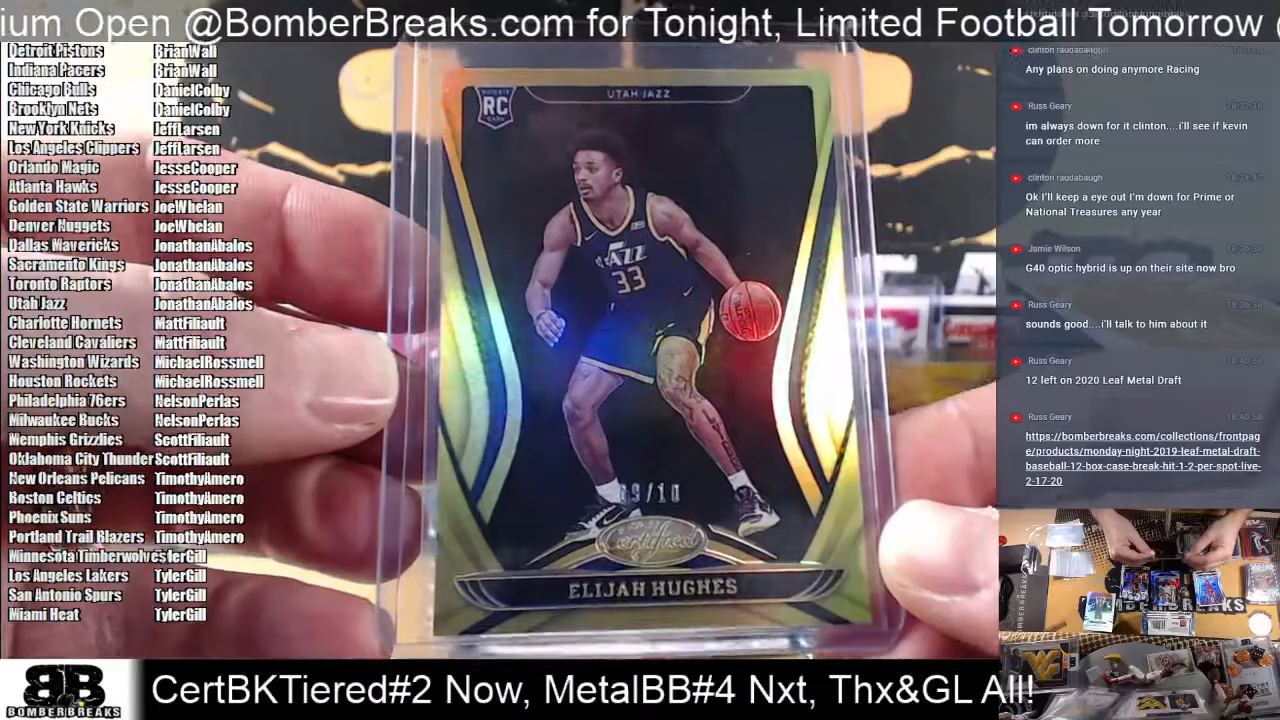 ium Open @BomberBreaks.com for Tonight, Limited Football Tomorrow
Detroit Pistons BrianWall
Indiana Pacers BrianWall
Chicago Bulls DanielColby
Brooklyn Nets DanielColby
New York Knicks JeffLarsen
Los Angeles Clippers JeffLarsen
Orlando Magic JesseCooper
Atlanta Hawks JesseCooper
Golden State Warriors JoeWhelan
Denver Nuggets JoeWhelan
Dallas Mavericks JonathanAbalos
Sacramento Kings JonathanAbalos
Toronto Raptors JonathanAbalos
Utah Jazz JonathanAbalos
Charlotte Hornets MattFiliault
Cleveland Cavaliers MattFiliault
Washington Wizards MichaelRossmell
Houston Rockets MichaelRossmell
Philadelphia 76ers NelsonPerlas
Milwaukee Bucks NelsonPerlas
Memphis Grizzlies ScottFiliault
Oklahoma City Thunder ScottFiliault
New Orleans Pelicans TimothyAmero
Boston Celtics TimothyAmero
Phoenix Suns TimothyAmero
Portland Trail Blazers TimothyAmero
Minnesota Timberwolves
Los Angeles Lakers TylerGill
San Antonio Spurs TylerGill
Miami Heat TylerGill
UTAH JAZZ
RC
JAZZ
33
09/10
Certified
ELIJAH HUGHES
clinton raudabaugh
Any plans on doing anymore Racing
Russ Geary
im always down for it clinton....i'll see if kevin
can order more
clinton raudabaugh
Ok I'll keep a eye out I'm down for Prime or
National Treasures any year
Jamie Wilson
G40 optic hybrid is up on their site now bro
Russ Geary
sounds good....i'll talk to him about it
Russ Geary 18:40:58
12 left on 2020 Leaf Metal Draft
Russ Geary 18:40:58
https://bomberbreaks.com/collections/frontpag
e/products/monday-night-2019-leaf-metal-draft-
baseball-12-box-case-break-hit-1-2-per-spot-live-
2-17-20
BOMBER BREAKS
BB
BOMBERBREAKS
CertBKTiered#2 Now, MetalBB#4 Nxt, Thx&GL All!